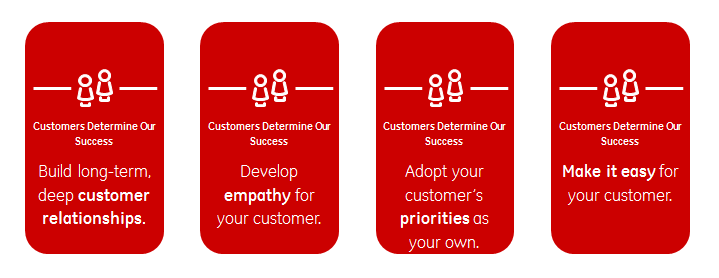 Customers Determine Our
Success
Build long-term,
deep customer
relationships.
Customers Determine Our
Success
Develop
empathy for
your customer.
Customers Determine Our
Success
Adopt your
customer's
priorities as
your own.
Customers Determine Our
Success
Make it easy for
your customer.